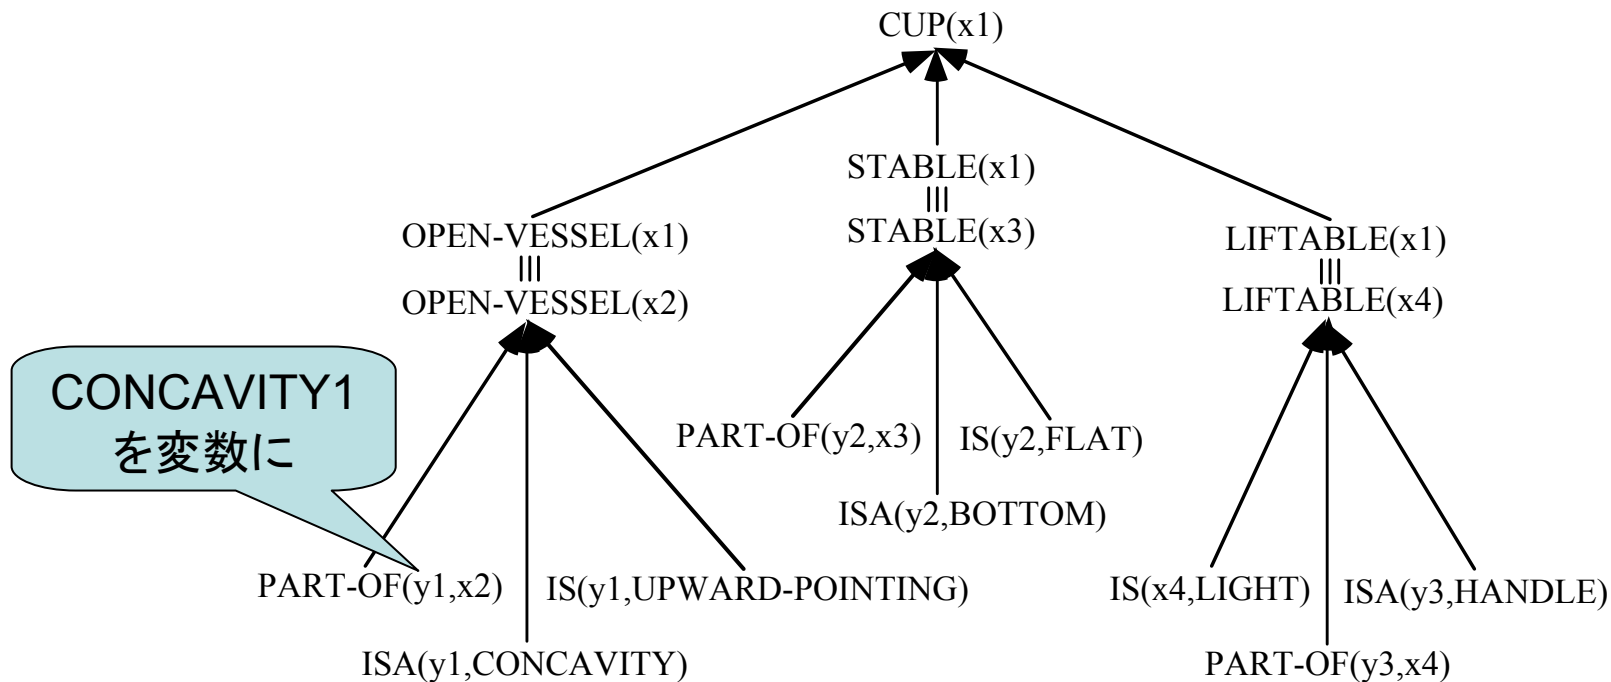 CUP(x1)
STABLE(x1)
STABLE(x3)
OPEN-VESSEL(x1)
OPEN-VESSEL(x2)
LIFTABLE(x1)
LIFTABLE(x4)
CONCAVITY1
を変数に
PART-OF(y2,x3)
IS(y2,FLAT)
ISA(y2,BOTTOM)
PART-OF(y1,x2)
IS(y1,UPWARD-POINTING)
ISA(y1,CONCAVITY)
IS(x4,LIGHT)
ISA(y3,HANDLE)
PART-OF(y3,x4)